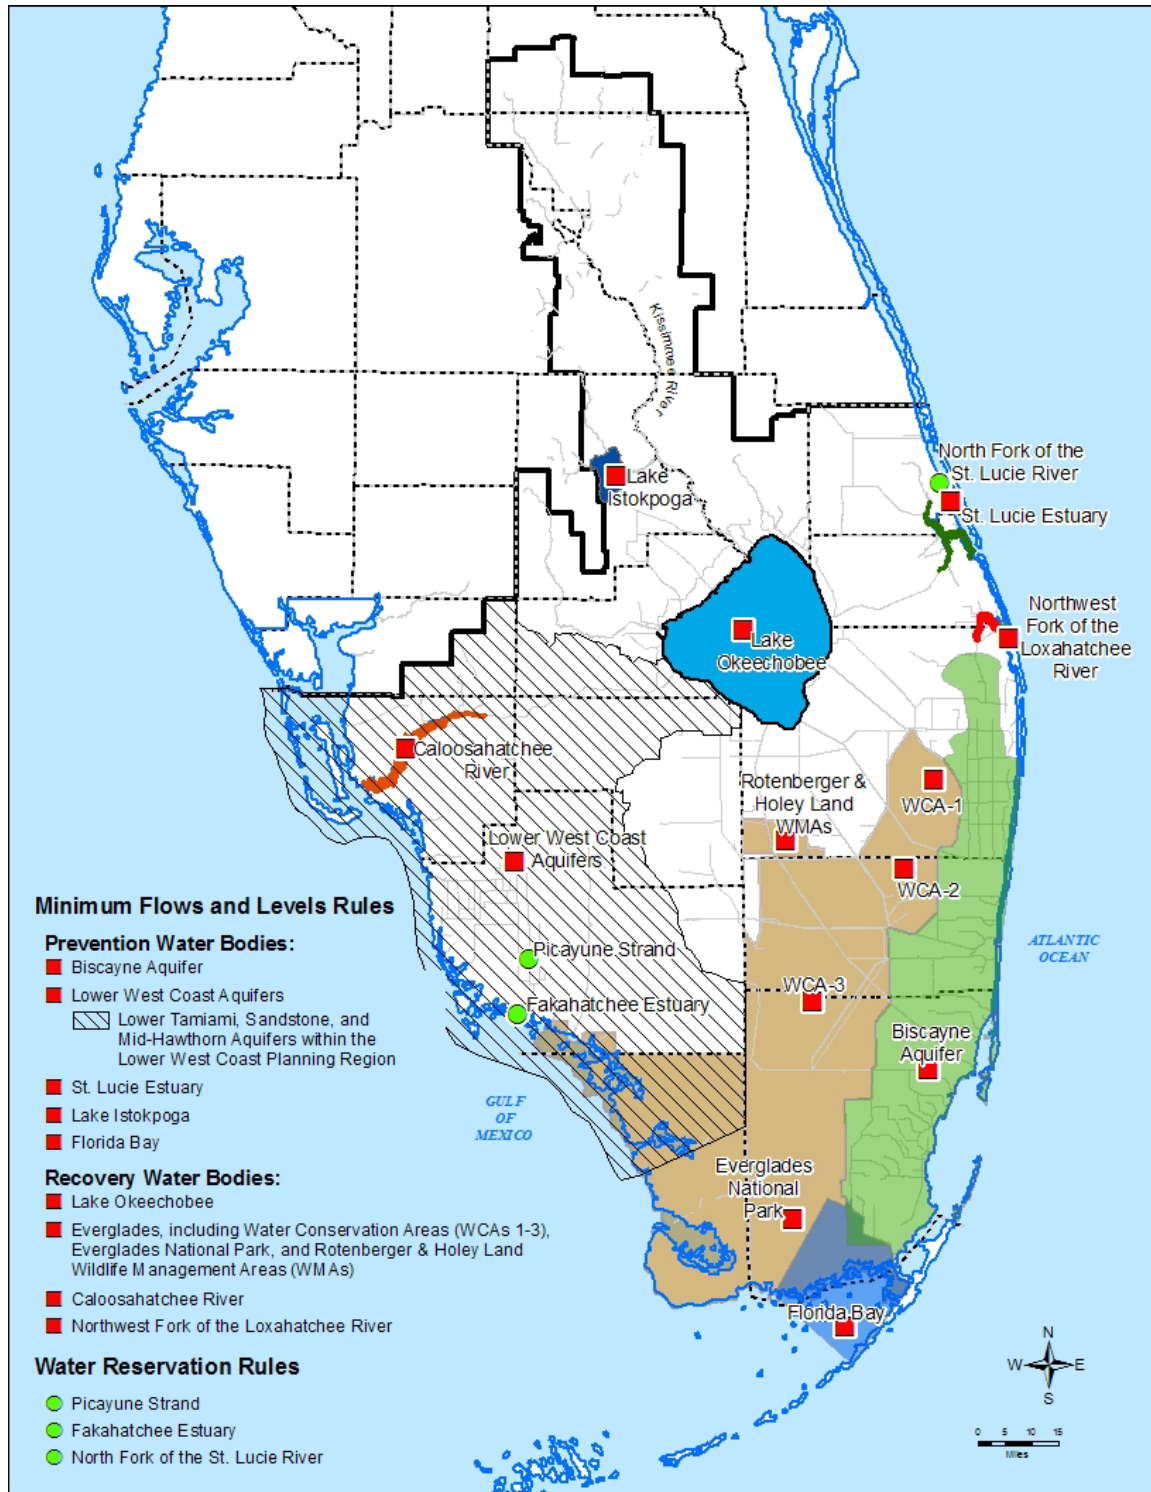 Kissimmee River
North Fork of the
St. Lucie River
Lake
Istokpoga
St. Lucie Estuary
Northwest
Fork of the
Loxahatchee
River
Lake
Okeechobee
Caloosahatchee
River
Rotenberger &
Holey Land
WMAs
WCA-1
Lower West Coast
Aquifers
WCA-2
Minimum Flows and Levels Rules
Prevention Water Bodies:
Biscayne Aquifer
Lower West Coast Aquifers
Lower Tamiami, Sandstone, and
Mid-Hawthorn Aquifers within the
Lower West Coast Planning Region
St. Lucie Estuary
Lake Istokpoga
Florida Bay
Recovery Water Bodies:
Lake Okeechobee
Everglades, including Water Conservation Areas (WCAs 1-3),
Everglades National Park, and Rotenberger & Holey Land
Wildlife Management Areas (WMAs)
Caloosahatchee River
Northwest Fork of the Loxahatchee River
Water Reservation Rules
Picayune Strand
Fakahatchee Estuary
North Fork of the St. Lucie River
Picayune Strand
ATLANTIC
OCEAN
WCA-3
Fakahatchee Estuary
Biscayne
Aquifer
GULF
OF
MEXICO
Everglades
National
Park
Florida Bay
N
W E
S
0 5 10 15
Miles